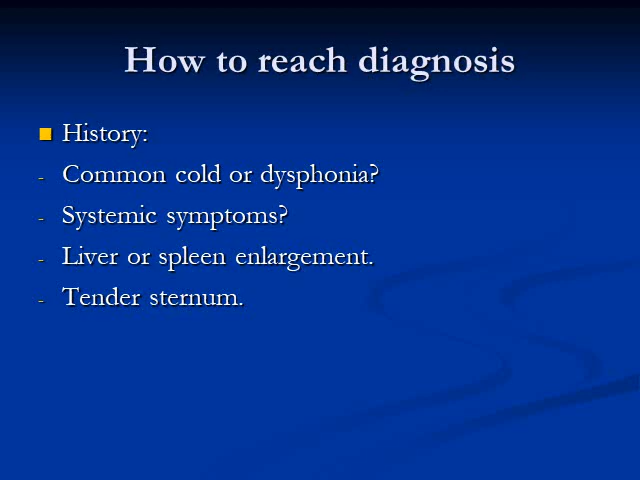 How to reach diagnosis
History:
- Common cold or dysphonia?
- Systemic symptoms?
- Liver or spleen enlargement.
- Tender sternum.